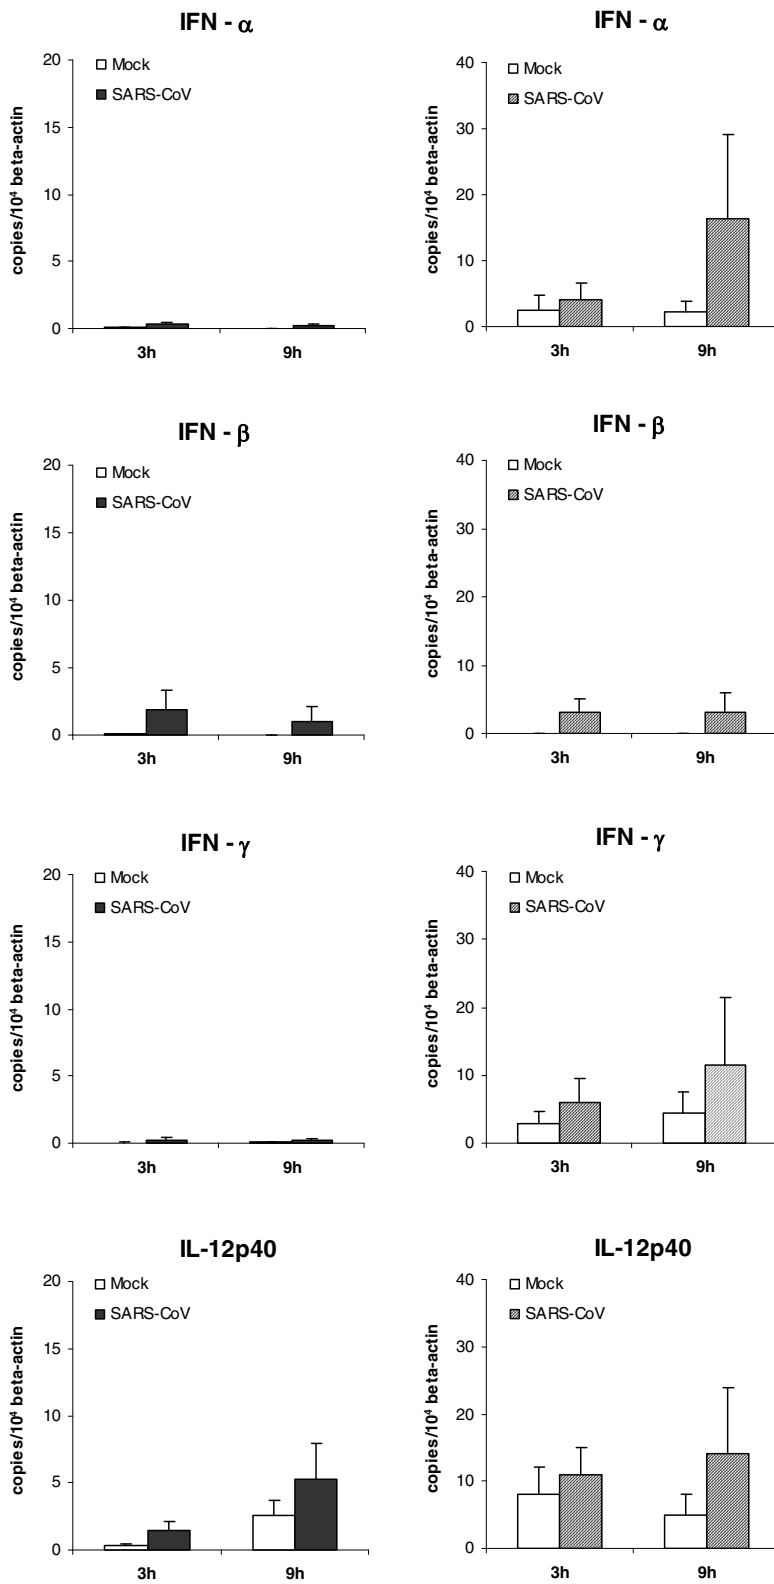 IFN - α
copies/10⁴ beta-actin
20
15
10
5
0
Mock
SARS-CoV
3h 9h
IFN - α
copies/10⁴ beta-actin
40
30
20
10
0
Mock
SARS-CoV
3h 9h
IFN - β
copies/10⁴ beta-actin
20
15
10
5
0
Mock
SARS-CoV
3h 9h
IFN - β
copies/10⁴ beta-actin
40
30
20
10
0
Mock
SARS-CoV
3h 9h
IFN - γ
copies/10⁴ beta-actin
20
15
10
5
0
Mock
SARS-CoV
3h 9h
IFN - γ
copies/10⁴ beta-actin
40
30
20
10
0
Mock
SARS-CoV
3h 9h
IL-12p40
copies/10⁴ beta-actin
20
15
10
5
0
Mock
SARS-CoV
3h 9h
IL-12p40
copies/10⁴ beta-actin
40
30
20
10
0
Mock
SARS-CoV
3h 9h